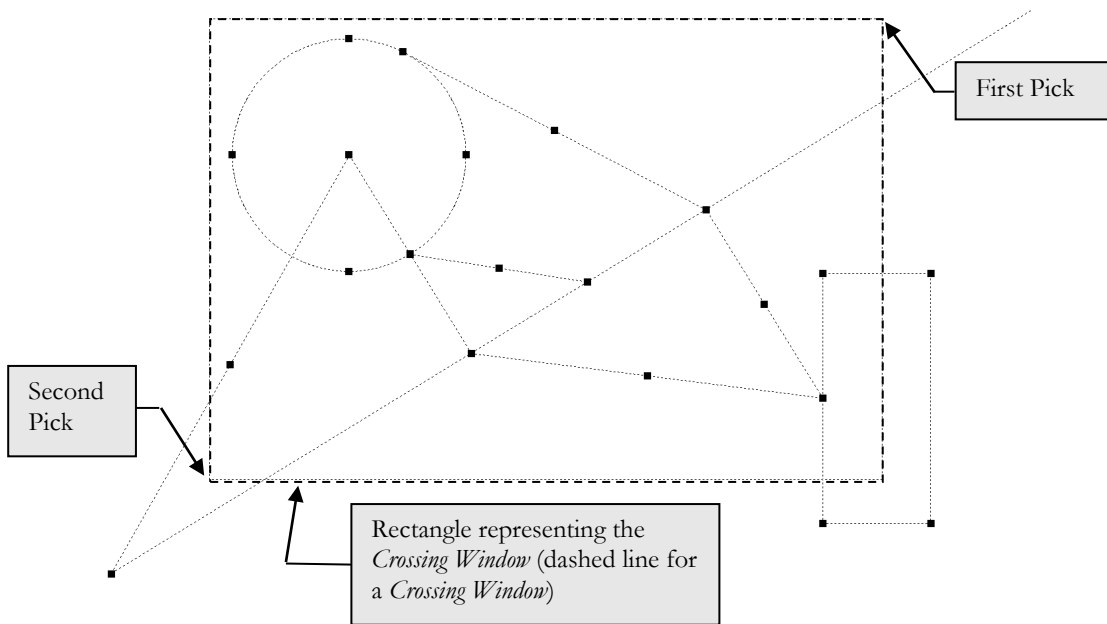 First Pick
Second
Pick
Rectangle representing the
Crossing Window (dashed line for
a Crossing Window)